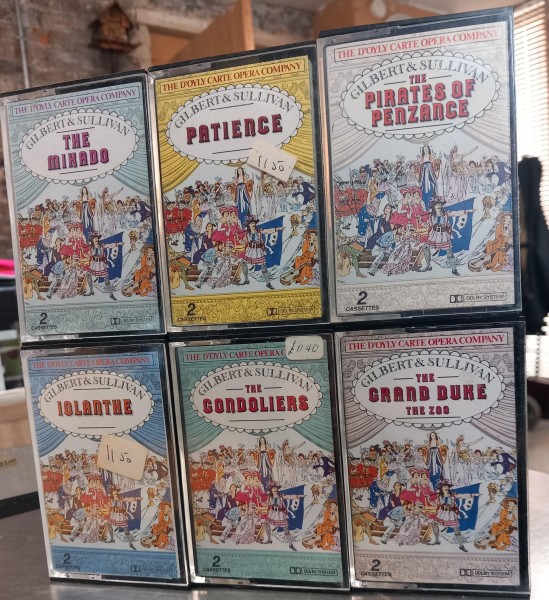 THE D'OYLY CARTE OPERA COMPANY
GILBERT & SULLIVAN
THE
MIKADO
2
CASSETTES
DOLBY SYSTEM
THE D'OYLY CARTE OPERA COMPANY
GILBERT & SULLIVAN
PATIENCE
11.50
2
CASSETTES
DOLBY SYSTEM
THE D'OYLY CARTE OPERA COMPANY
GILBERT & SULLIVAN
THE
PIRATES OF
PENZANCE
2
CASSETTES
DOLBY SYSTEM
THE D'OYLY CARTE OPERA COMPANY
GILBERT & SULLIVAN
IOLANTHE
11.50
2
CASSETTES
DOLBY SYSTEM
THE D'OYLY CARTE OPERA CO
£11.40
GILBERT & SULLIVAN
THE
GONDOLIERS
2
CASSETTES
DOLBY SYSTEM
THE D'OYLY CARTE OPERA COMPANY
GILBERT & SULLIVAN
THE
GRAND DUKE
THE ZOO
2
CASSETTES
DOLBY SYSTEM